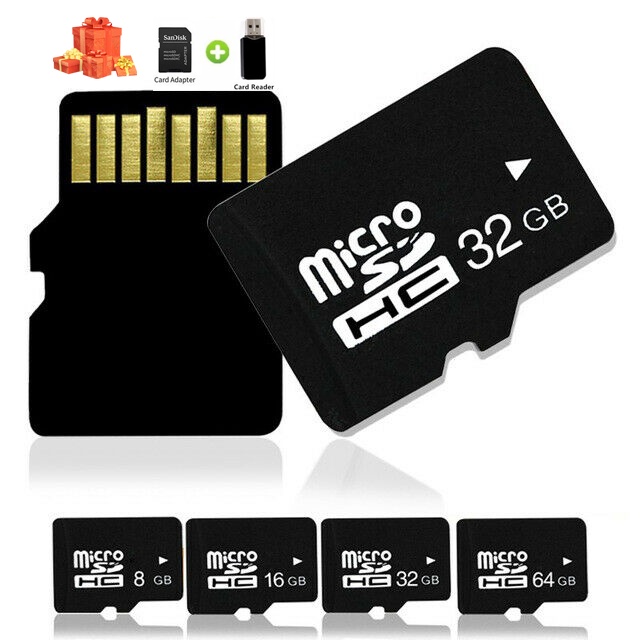 SanDisk
ADAPTER
Card Adapter
Card Reader
micro
SD
HC
32 GB
micro
SD
HC
8 GB
micro
SD
HC
16 GB
micro
SD
HC
32 GB
micro
SD
HC
64 GB